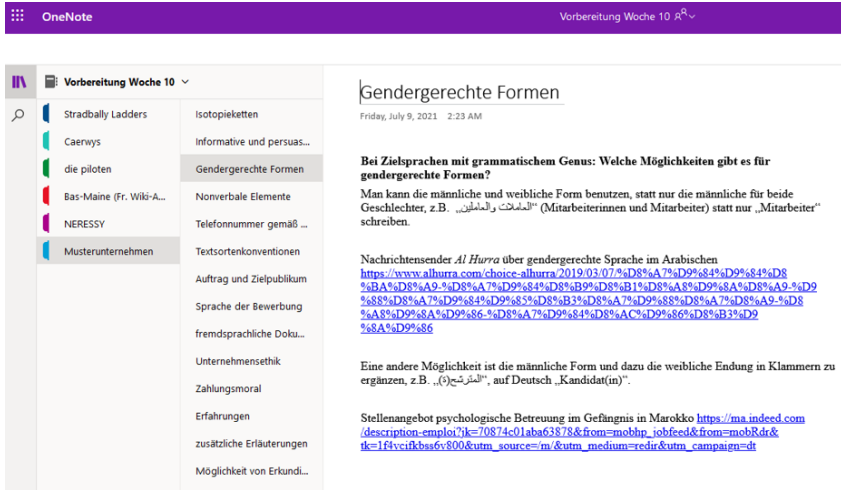 OneNote
Vorbereitung Woche 10
Vorbereitung Woche 10
Stradbally Ladders
Caerwys
die piloten
Bas-Maine (Fr. Wiki-A...
NERESSY
Musterunternehmen
Isotopieketten
Informative und persuas...
Gendergerechte Formen
Nonverbale Elemente
Telefonnummer gemäß ...
Textsortenkonventionen
Auftrag und Zielpublikum
Sprache der Bewerbung
fremdsprachliche Doku...
Unternehmensethik
Zahlungsmoral
Erfahrungen
zusätzliche Erläuterungen
Möglichkeit von Erkundi...
Gendergerechte Formen
Friday, July 9, 2021 2:23 AM
Bei Zielsprachen mit grammatischem Genus: Welche Möglichkeiten gibt es für
gendergerechte Formen?
Man kann die männliche und weibliche Form benutzen, statt nur die männliche für beide
Geschlechter, z.B. „العاملات والعاملين“ (Mitarbeiterinnen und Mitarbeiter) statt nur „Mitarbeiter“
schreiben.
Nachrichtensender Al Hurra über gendergerechte Sprache im Arabischen
https://www.alhurra.com/choice-alhurra/2019/03/07/%D8%A7%D9%84%D9%84%D8
%BA%D8%A9-%D8%A7%D9%84%D8%B9%D8%B1%D8%A8%D9%8A%D8%A9-%D9
%88%D8%A7%D9%84%D9%85%D8%B3%D8%A7%D9%88%D8%A7%D8%A9-%D8
%A8%D9%8A%D9%86-%D8%A7%D9%84%D8%AC%D9%86%D8%B3%D9
%8A%D9%86
Eine andere Möglichkeit ist die männliche Form und dazu die weibliche Endung in Klammern zu
ergänzen, z.B. „المترشح(ة)“, auf Deutsch „Kandidat(in)“.
Stellenangebot psychologische Betreuung im Gefängnis in Marokko https://ma.indeed.com
/description-emploi?jk=70874c01aba63878&from=mobhp_jobfeed&from=mobRdr&
tk=1f4vcifkbss6v800&utm_source=/m/&utm_medium=redir&utm_campaign=dt